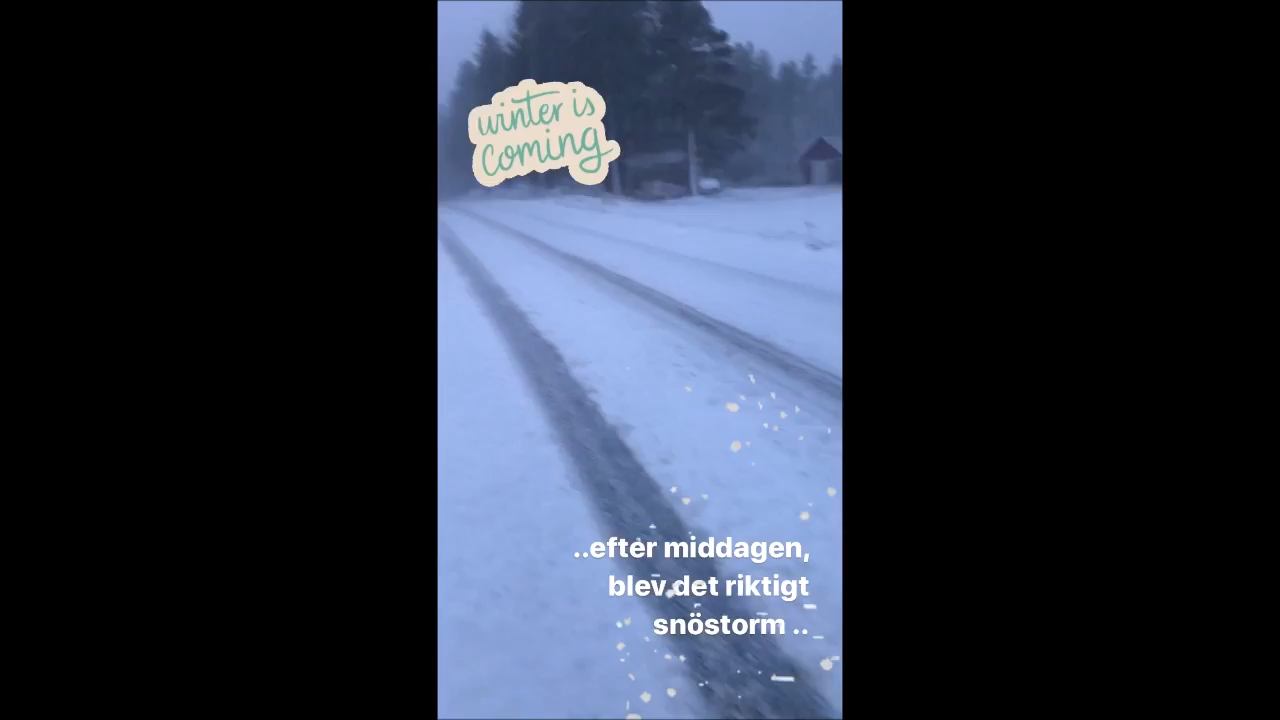 winter is
coming
..efter middagen,
blev det riktigt
snöstorm ..